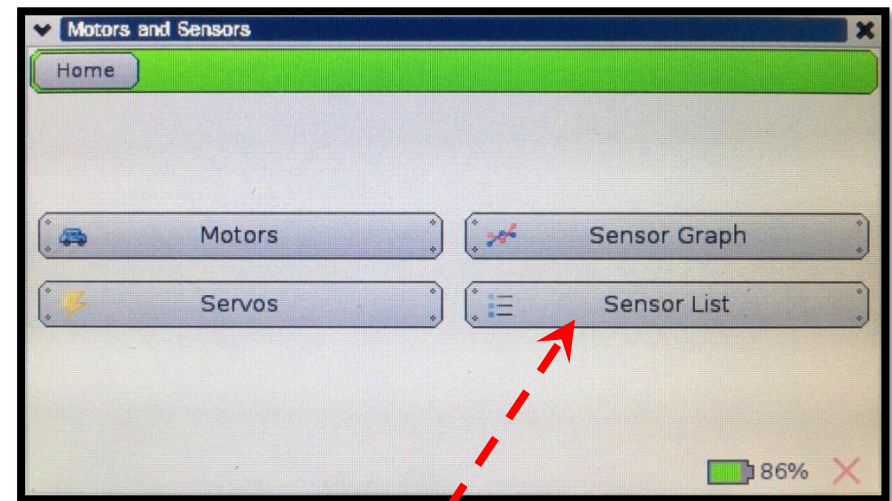 Motors and Sensors
Home
Motors
Sensor Graph
Servos
Sensor List
86%